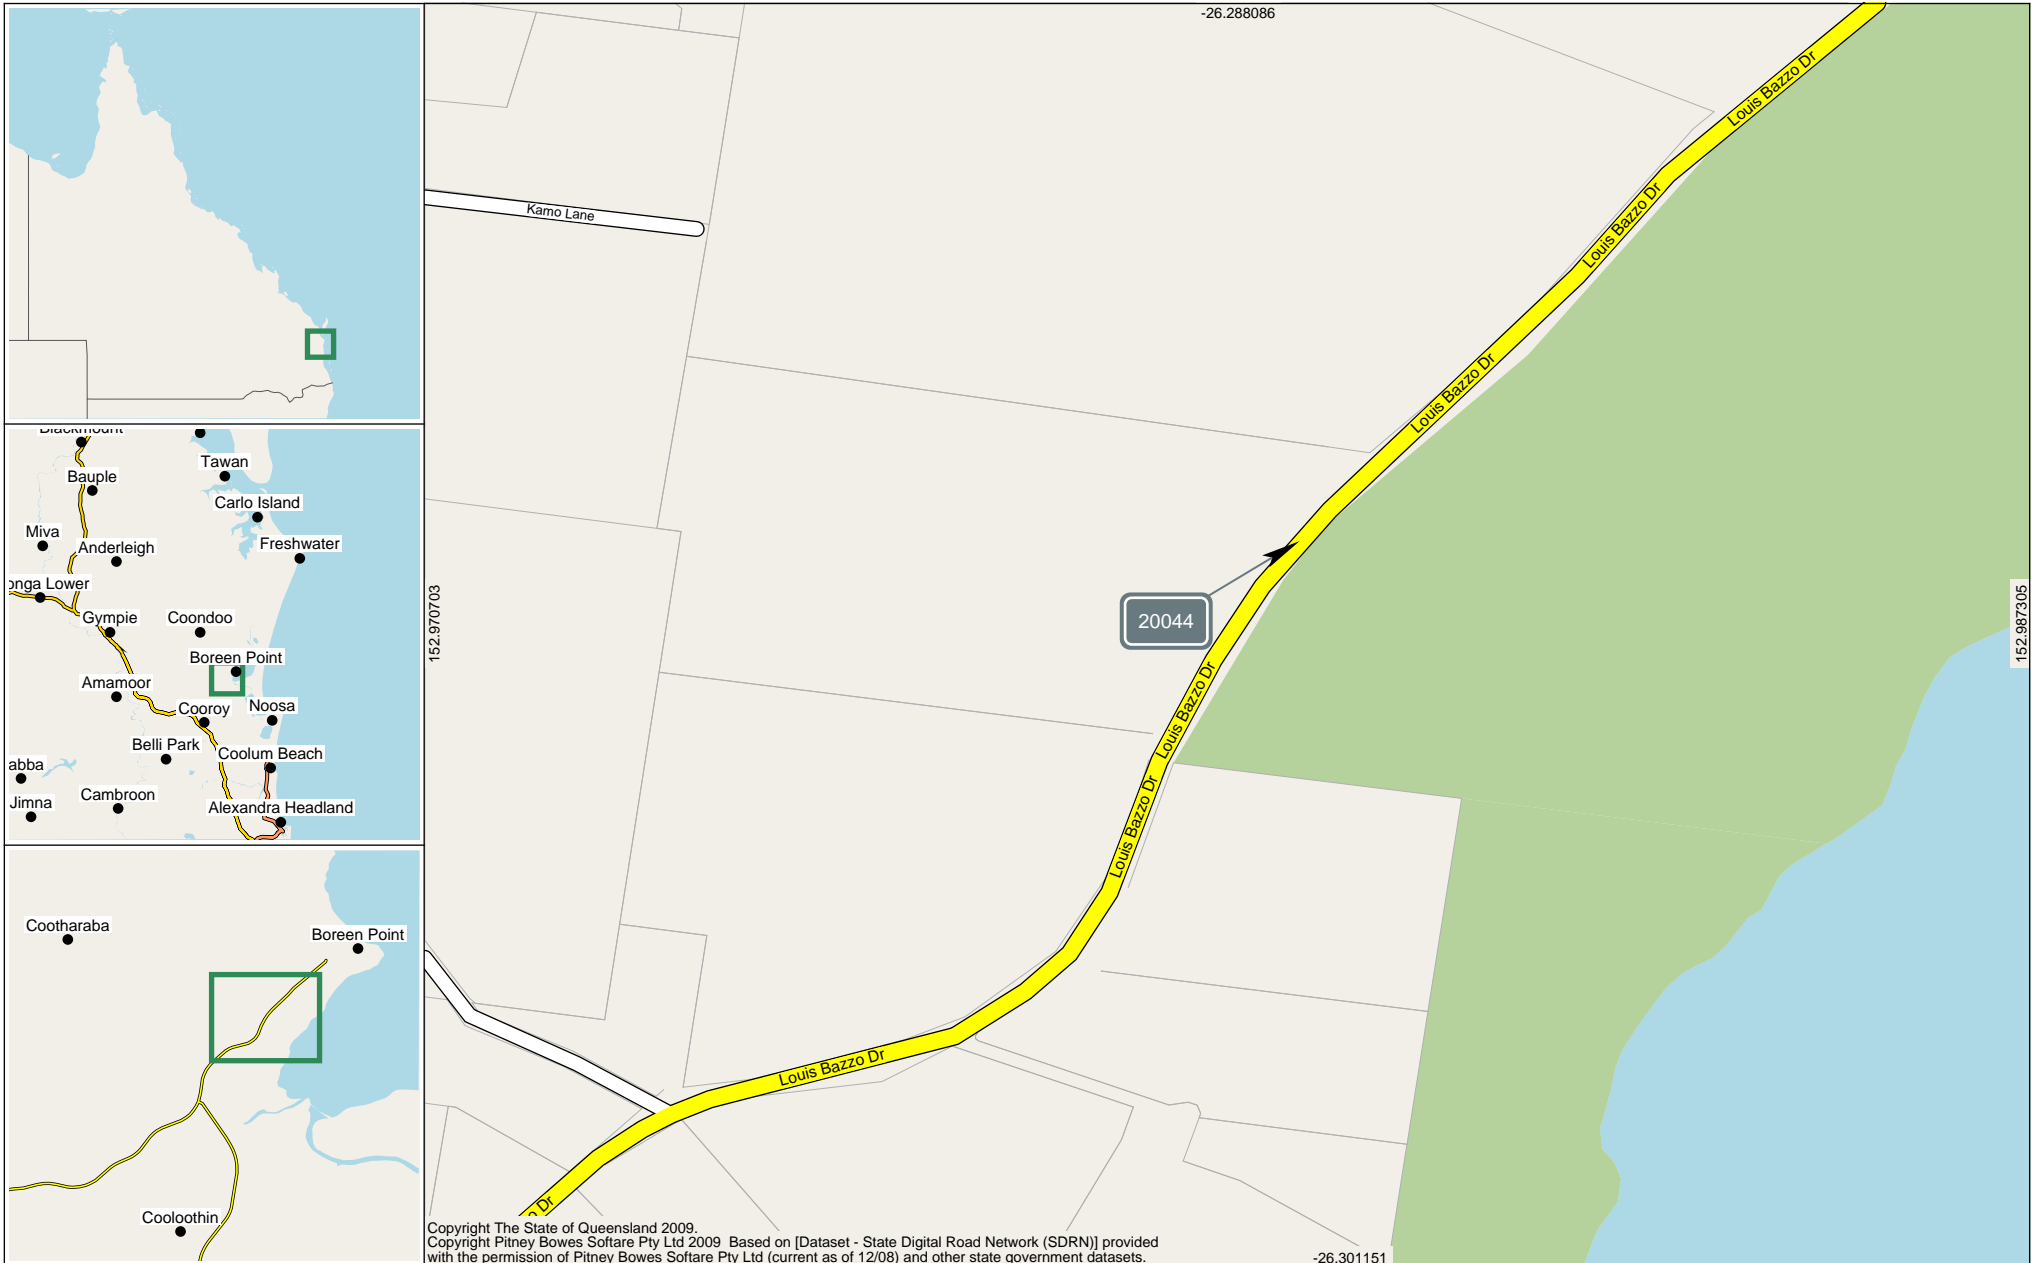 -26.288086
Louis Bazzo Dr
Kamo Lane
Louis Bazzo Dr
Louis Bazzo Dr
Blackmount
Tawan
Bauple
Carlo Island
Miva
Anderleigh
Freshwater
onga Lower
Gympie
Coondoo
Boreen Point
Amamoor
Cooroy
Noosa
Belli Park
Coolum Beach
abba
Jimna
Cambroon
Alexandra Headland
152.970703
20044
152.987305
Louis Bazzo Dr
Louis Bazzo Dr
Cootharaba
Boreen Point
Louis Bazzo Dr
Cooloothin
o Dr
Copyright The State of Queensland 2009.
Copyright Pitney Bowes Softare Pty Ltd 2009 Based on [Dataset - State Digital Road Network (SDRN)] provided
with the permission of Pitney Bowes Softare Pty Ltd (current as of 12/08) and other state government datasets.
-26.301151